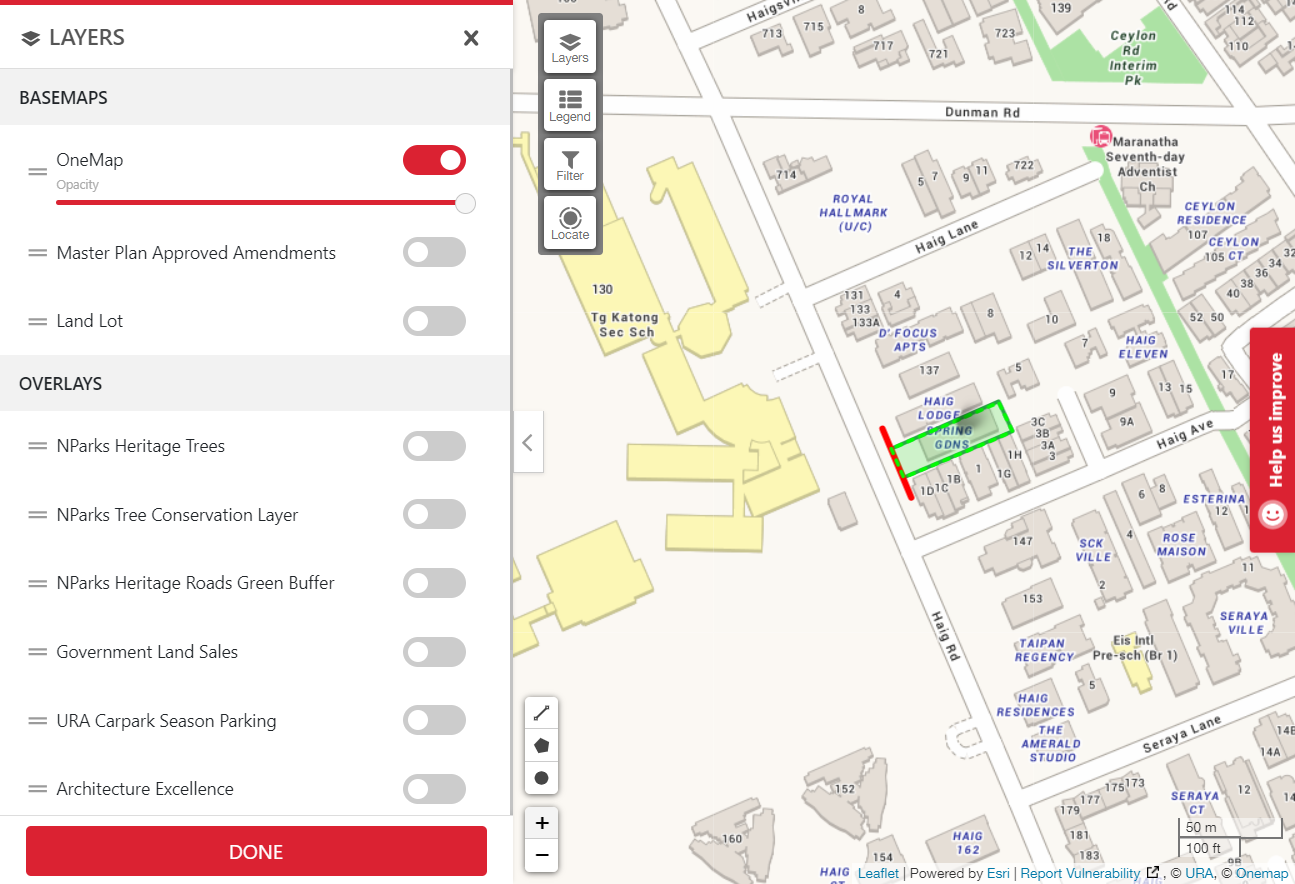 LAYERS
BASEMAPS
OneMap
Opacity
Master Plan Approved Amendments
Land Lot
OVERLAYS
NParks Heritage Trees
NParks Tree Conservation Layer
NParks Heritage Roads Green Buffer
Government Land Sales
URA Carpark Season Parking
Architecture Excellence
DONE
Layers
Legend
Filter
Locate
Haigsv
713
715
8
717
721
723
139
Ceylon
Rd
Interim
Pk
114
112
110
Dunman Rd
Maranatha
Seventh-day
Adventist
Ch
714
5
7
9
11
722
ROYAL
HALLMARK
(U/C)
Haig Lane
CEYLON
RESIDENCE
107
CEYLON
105
CT
32
34
36
38
40
52
50
12
14
THE
18
SILVERTON
130
Tg Katong
Sec Sch
131
133
133A
4
D' FOCUS
APTS
8
10
7
HAIG
ELEVEN
137
5
13
15
17
9
9A
HAIG
LODGE
SPRING
GDNS
3C
3B
3A
3
1H
1G
1
1B
1C
1D
Haig Ave
Help us improve
6
8
ESTERINA
12
4
147
SCK
VILLE
2
ROSE
MAISON
11
153
SERAYA
VILLE
Haig Rd
TAIPAN
REGENCY
Eis Intl
Pre-sch (Br 1)
5
HAIG
RESIDENCES
THE
AMERALD
STUDIO
Seraya Lane
14B
14A
152
160
154
HAIG
162
173
175
177
179
181
183
SERAYA
CT
12
14
9B
50 m
100 ft
+
−
HAIG
Leaflet | Powered by Esri | Report Vulnerability , © URA, © Onemap